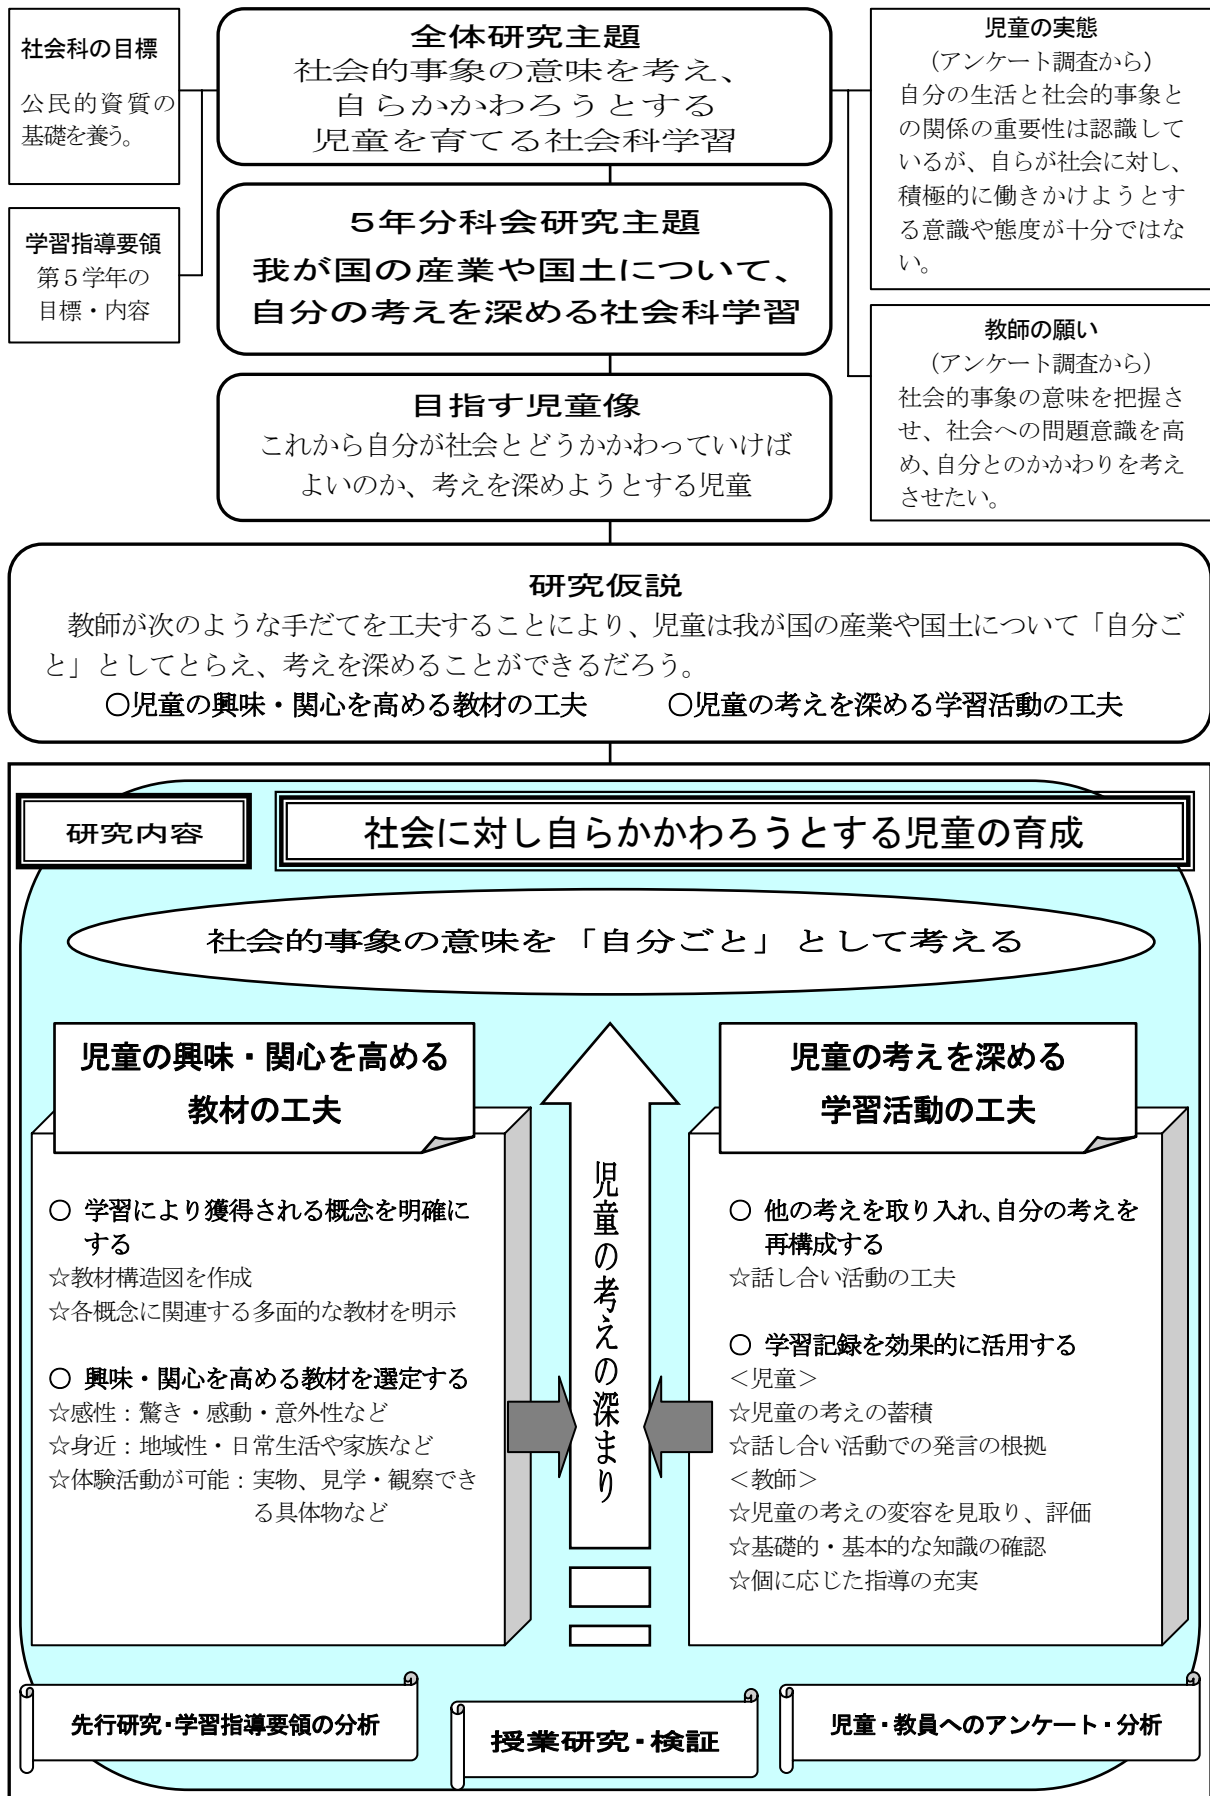 社会科の目標
公民的資質の
基礎を養う。
学習指導要領
第5学年の
目標・内容
全体研究主題
社会的事象の意味を考え、
自らかかわろうとする
児童を育てる社会科学習
5年分科会研究主題
我が国の産業や国土について、
自分の考えを深める社会科学習
目指す児童像
これから自分が社会とどうかかわっていけば
よいのか、考えを深めようとする児童
児童の実態
(アンケート調査から)
自分の生活と社会的事象と
の関係の重要性は認識して
いるが、自らが社会に対し、
積極的に働きかけようとす
る意識や態度が十分ではな
い。
教師の願い
(アンケート調査から)
社会的事象の意味を把握さ
せ、社会への問題意識を高
め、自分とのかかわりを考え
させたい。
研究仮説
教師が次のような手だてを工夫することにより、児童は我が国の産業や国土について「自分ご
と」としてとらえ、考えを深めることができるだろう。
○児童の興味・関心を高める教材の工夫 ○児童の考えを深める学習活動の工夫
研究内容
社会に対し自らかかわろうとする児童の育成
社会的事象の意味を「自分ごと」として考える
児童の興味・関心を高める
教材の工夫
○ 学習により獲得される概念を明確に
する
☆教材構造図を作成
☆各概念に関連する多面的な教材を明示
○ 興味・関心を高める教材を選定する
☆感性：驚き・感動・意外性など
☆身近：地域性・日常生活や家族など
☆体験活動が可能：実物、見学・観察でき
る具体物など
児童の考えの深まり
児童の考えを深める
学習活動の工夫
○ 他の考えを取り入れ、自分の考えを
再構成する
☆話し合い活動の工夫
○ 学習記録を効果的に活用する
＜児童＞
☆児童の考えの蓄積
☆話し合い活動での発言の根拠
＜教師＞
☆児童の考えの変容を見取り、評価
☆基礎的・基本的な知識の確認
☆個に応じた指導の充実
先行研究・学習指導要領の分析
授業研究・検証
児童・教員へのアンケート・分析